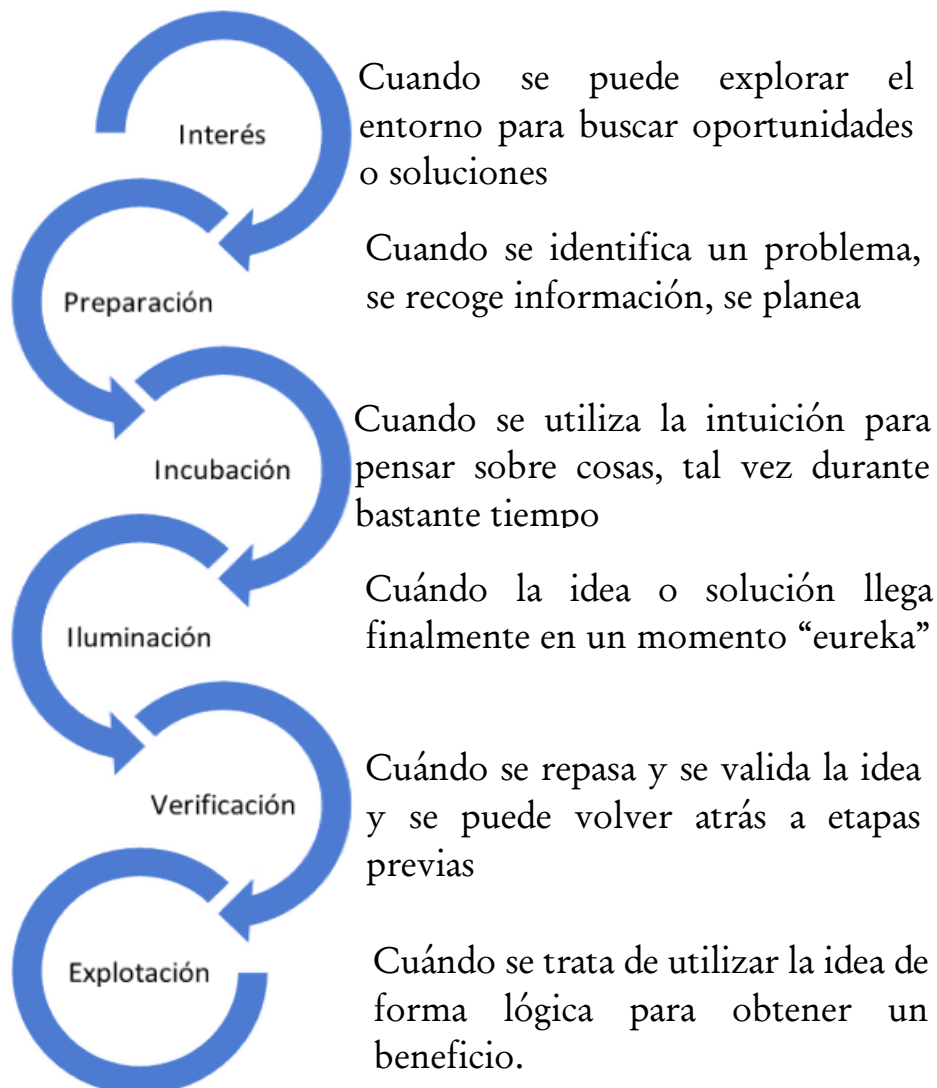 Interés
Cuando se puede explorar el
entorno para buscar oportunidades
o soluciones
Preparación
Cuando se identifica un problema,
se recoge información, se planea
Incubación
Cuando se utiliza la intuición para
pensar sobre cosas, tal vez durante
bastante tiempo
Iluminación
Cuándo la idea o solución llega
finalmente en un momento “eureka”
Verificación
Cuándo se repasa y se valida la idea
y se puede volver atrás a etapas
previas
Explotación
Cuándo se trata de utilizar la idea de
forma lógica para obtener un
beneficio.